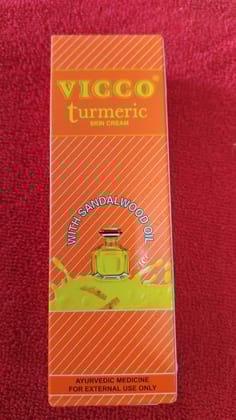 VICCO®
turmeric
SKIN CREAM
WITH SANDALWOOD OIL
AYURVEDIC MEDICINE
FOR EXTERNAL USE ONLY